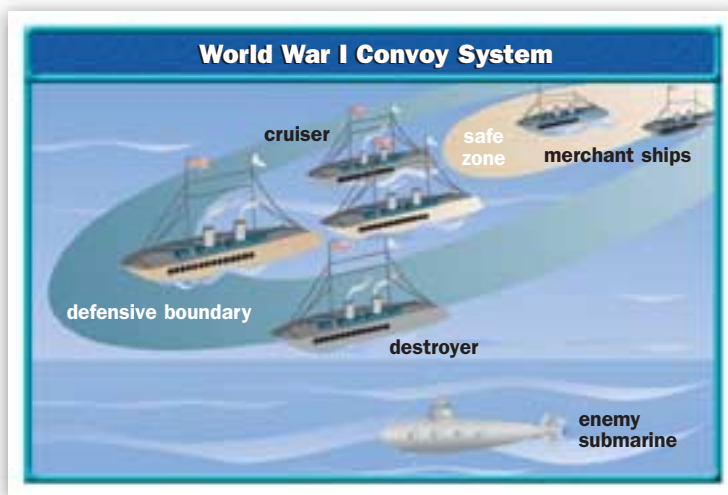 World War I Convoy System
cruiser
safe
zone
merchant ships
defensive boundary
destroyer
enemy
submarine